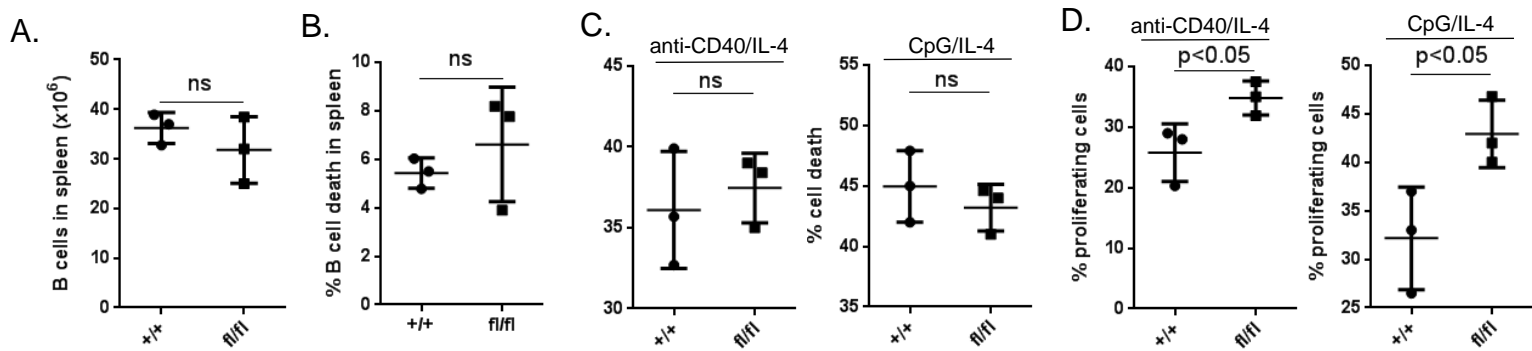 A.
B cells in spleen (x10⁶)
50
40
30
20
10
0
ns
+/+
fl/fl
B.
% B cell death in spleen
10
8
6
4
2
0
ns
+/+
fl/fl
C.
anti-CD40/IL-4
ns
45
40
35
30
+/+
fl/fl
CpG/IL-4
ns
% cell death
55
50
45
40
35
+/+
fl/fl
D.
anti-CD40/IL-4
p<0.05
% proliferating cells
40
30
20
10
0
+/+
fl/fl
CpG/IL-4
p<0.05
% proliferating cells
50
45
40
35
30
25
+/+
fl/fl